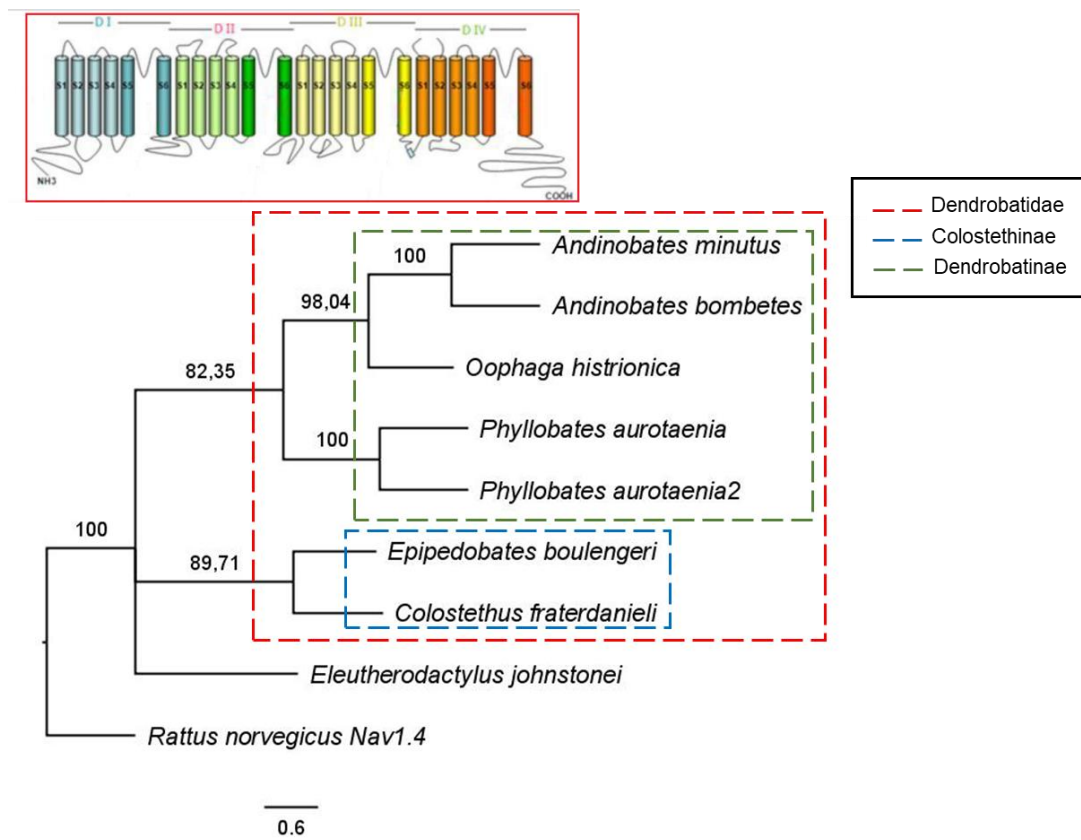 D I
D II
D III
D IV
S1 S2 S3 S4 S5 S6 S1 S2 S3 S4 S5 S6 S1 S2 S3 S4 S5 S6 S1 S2 S3 S4 S5 S6
NH3
COOH
Dendrobatidae
Colostethinae
Dendrobatinae
100
Andinobates minutus
98,04
Andinobates bombetes
82,35
Oophaga histrionica
100
Phyllobates aurotaenia
Phyllobates aurotaenia2
100
89,71
Epipedobates boulengeri
Colostethus fraterdanieli
Eleutherodactylus johnstonei
Rattus norvegicus Nav1.4
0.6